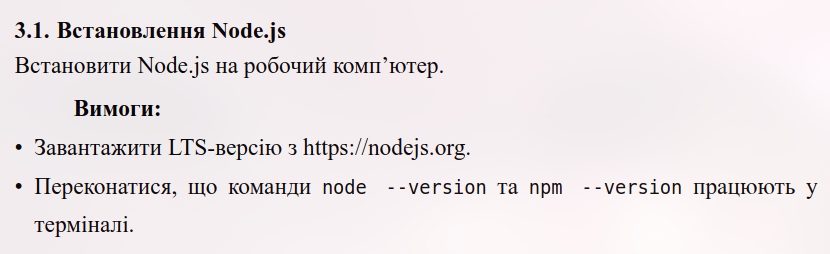 3.1. Встановлення Node.js
Встановити Node.js на робочий комп’ютер.
Вимоги:
• Завантажити LTS-версію з https://nodejs.org.
• Переконатися, що команди node --version та npm --version працюють у
терміналі.